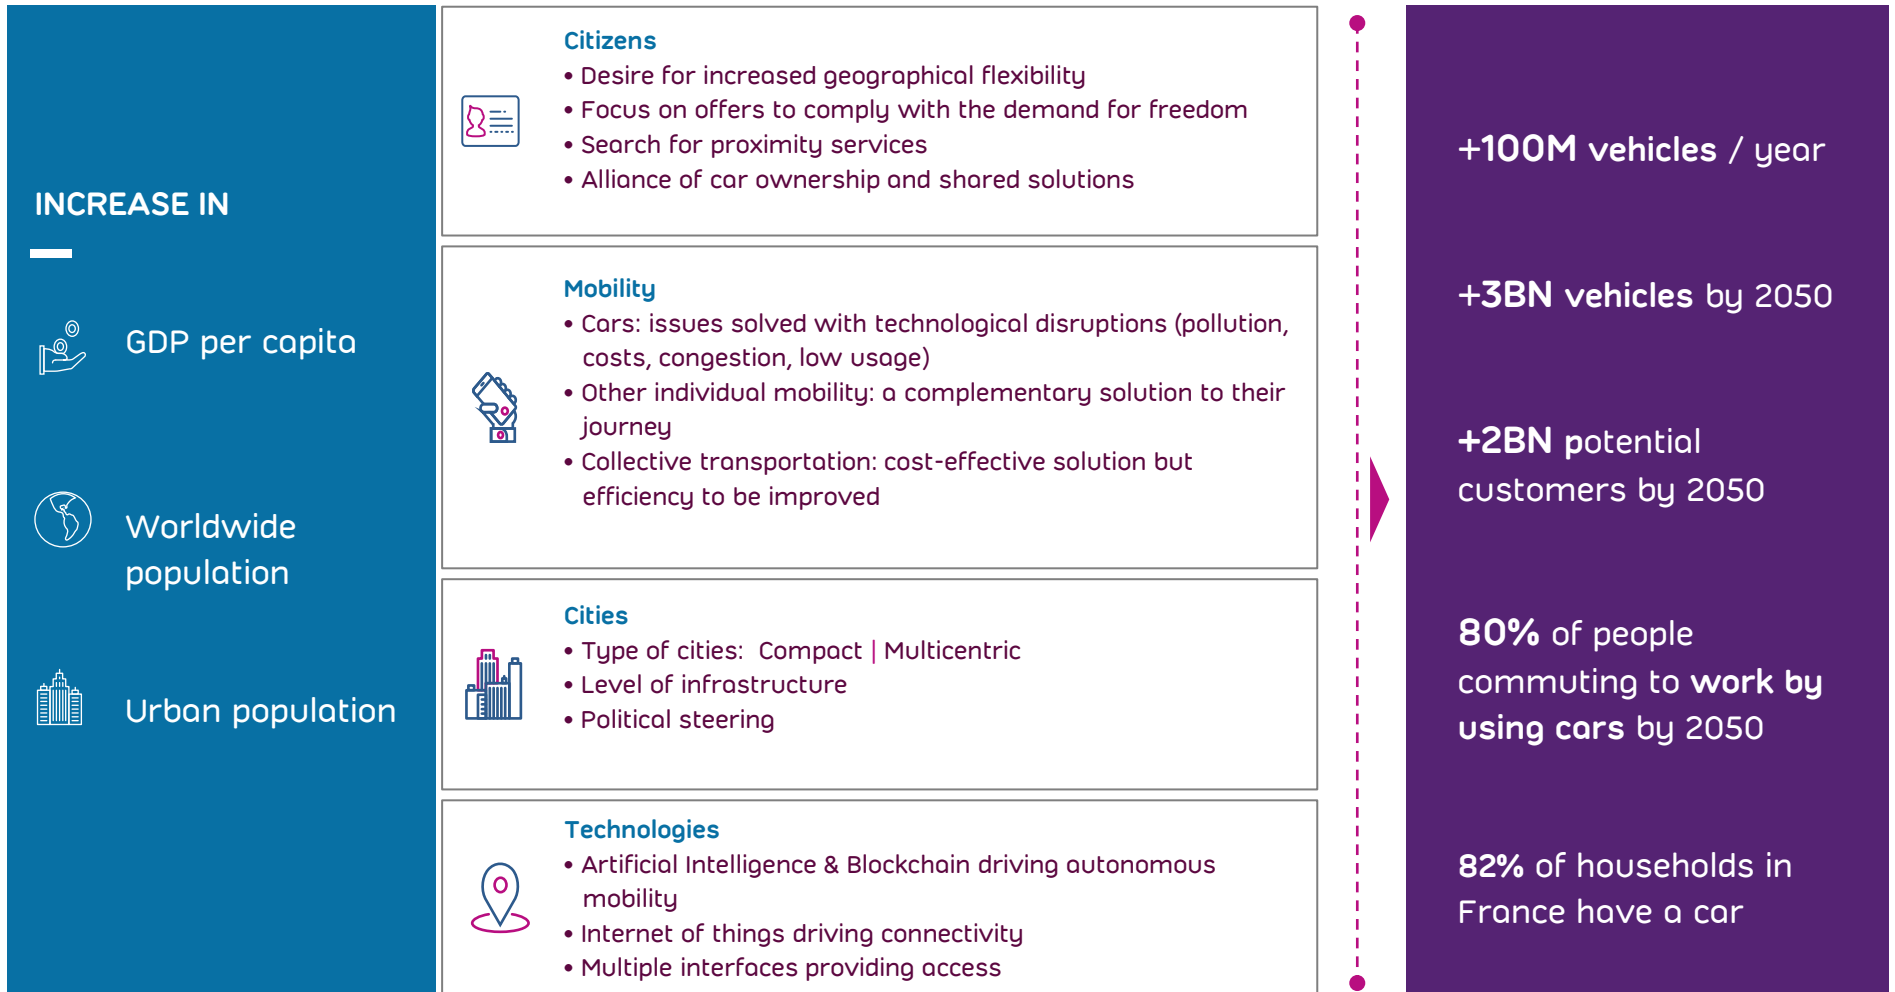 INCREASE IN
GDP per capita
Worldwide
population
Urban population
Citizens
• Desire for increased geographical flexibility
• Focus on offers to comply with the demand for freedom
• Search for proximity services
• Alliance of car ownership and shared solutions
Mobility
• Cars: issues solved with technological disruptions (pollution,
costs, congestion, low usage)
• Other individual mobility: a complementary solution to their
journey
• Collective transportation: cost-effective solution but
efficiency to be improved
Cities
• Type of cities: Compact | Multicentric
• Level of infrastructure
• Political steering
Technologies
• Artificial Intelligence & Blockchain driving autonomous
mobility
• Internet of things driving connectivity
• Multiple interfaces providing access
+100M vehicles / year
+3BN vehicles by 2050
+2BN potential
customers by 2050
80% of people
commuting to work by
using cars by 2050
82% of households in
France have a car